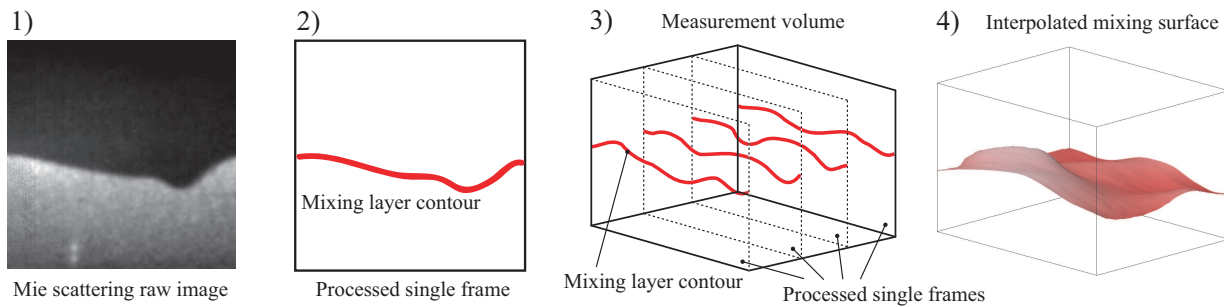 1)
Mie scattering raw image
2)
Mixing layer contour
Processed single frame
3)
Measurement volume
Mixing layer contour
Processed single frames
4)
Interpolated mixing surface